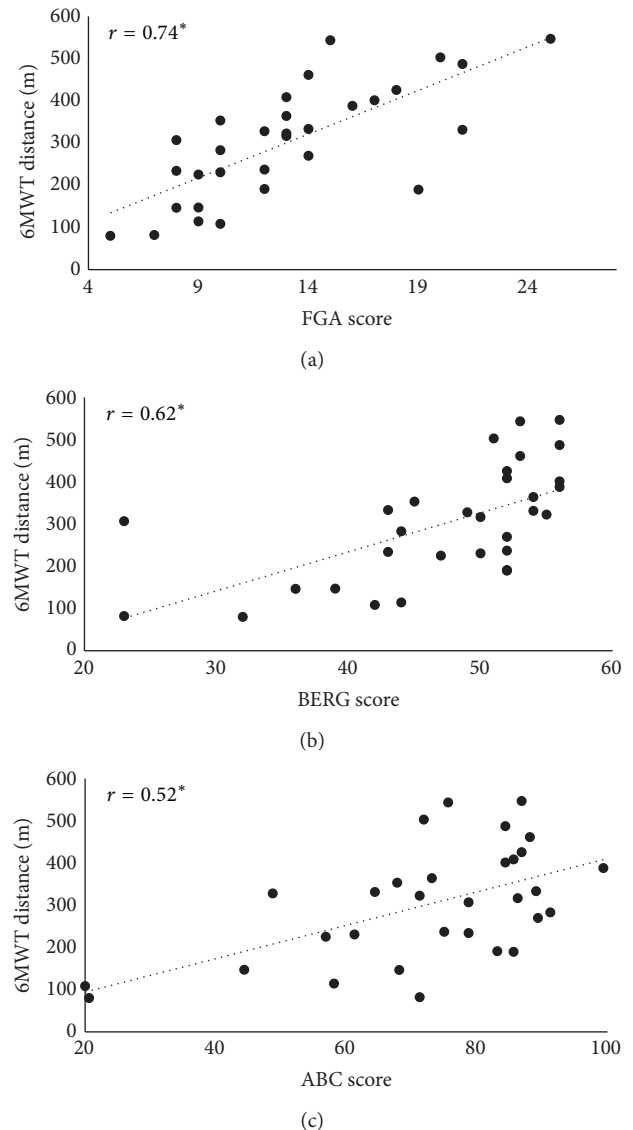 r = 0.74*
600
500
400
300
200
100
0
6MWT distance (m)
4 9 14 19 24
FGA score
(a)
r = 0.62*
600
500
400
300
200
100
0
6MWT distance (m)
20 30 40 50 60
BERG score
(b)
r = 0.52*
600
500
400
300
200
100
0
6MWT distance (m)
20 40 60 80 100
ABC score
(c)